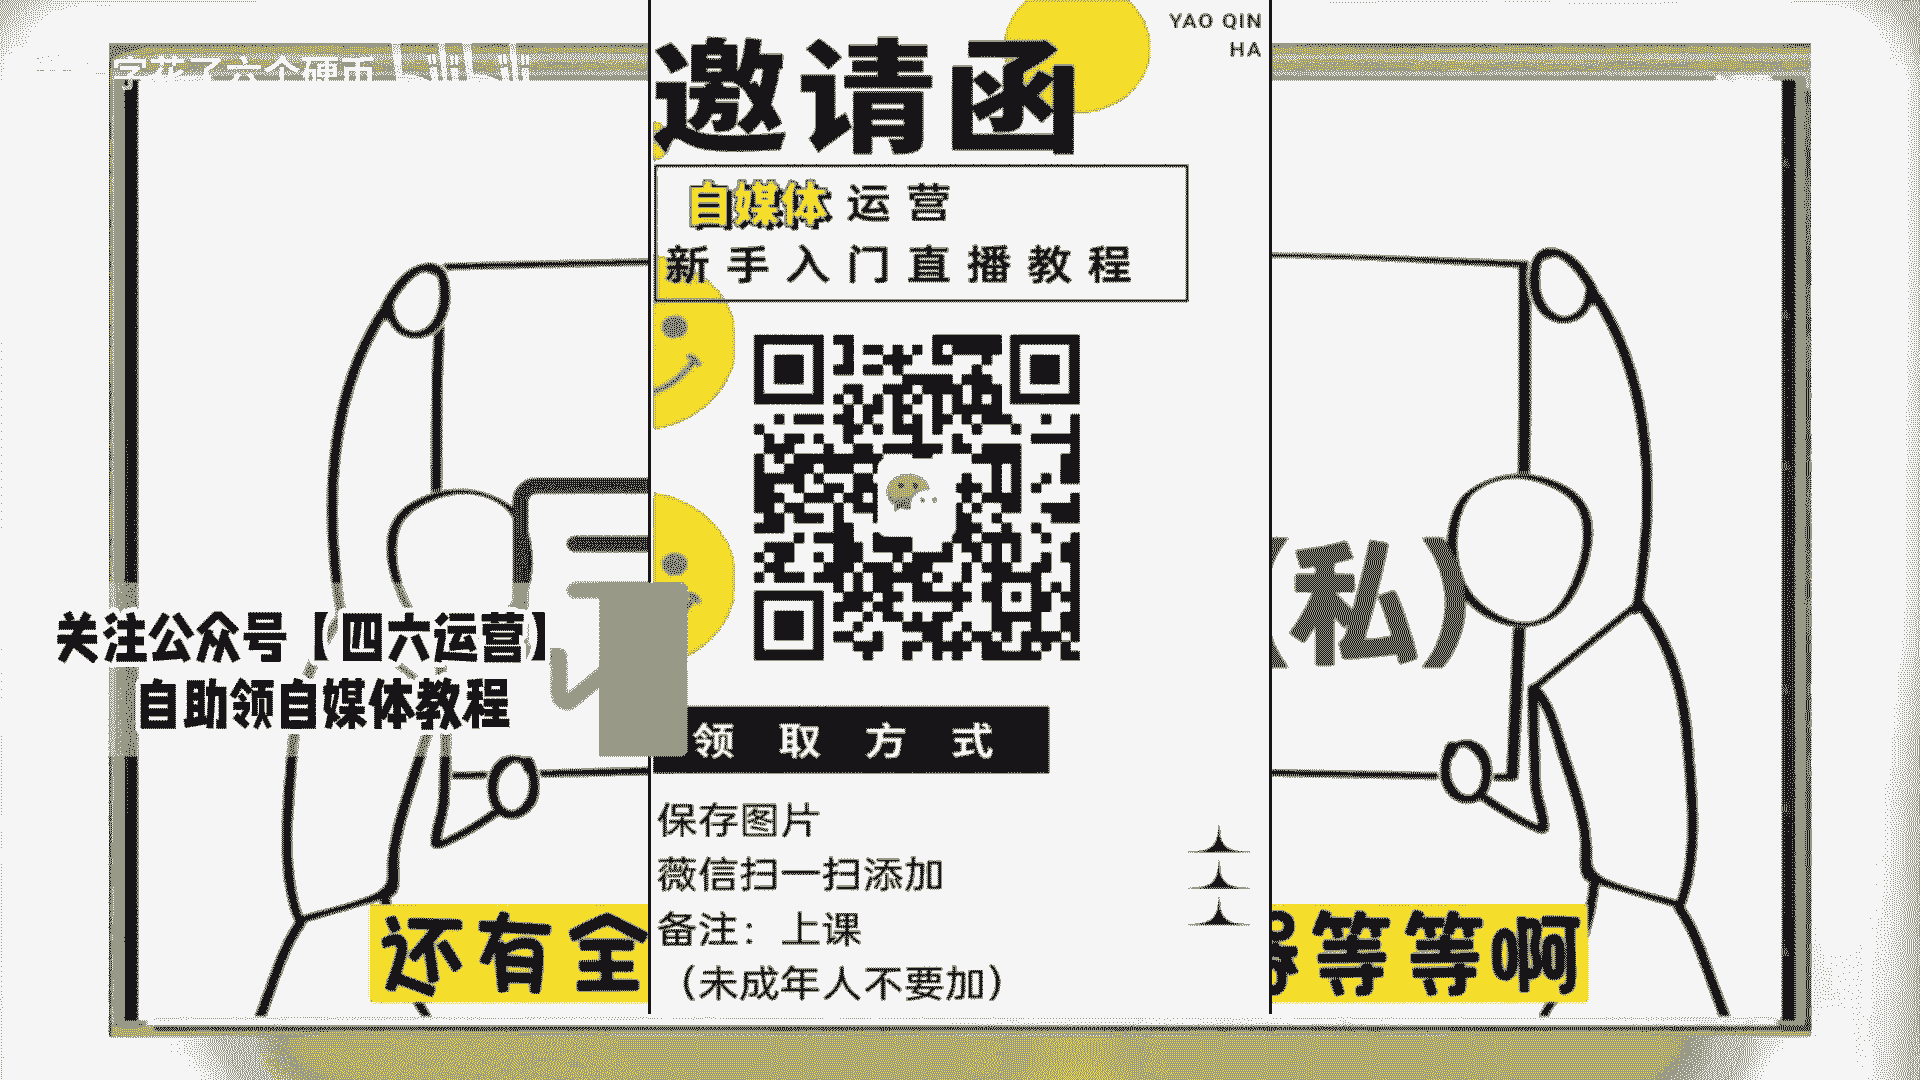 YAO QIN
HA
邀请函
自媒体运营
新手入门直播教程
关注公众号【四六运营】
自助领自媒体教程
(私)
领取方式
保存图片
薇信扫一扫添加
备注：上课
（未成年人不要加）
还有全
等等啊